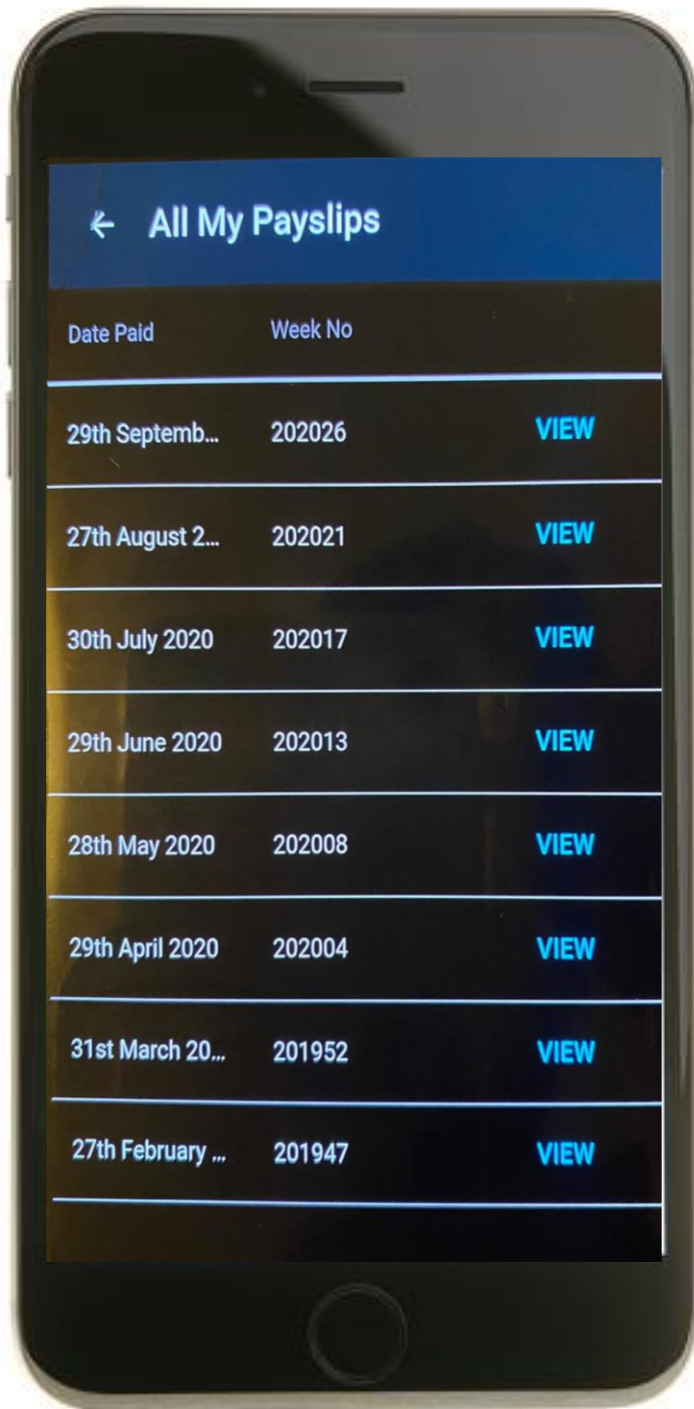 ← All My Payslips
Date Paid Week No
29th Septemb... 202026 VIEW
27th August 2... 202021 VIEW
30th July 2020 202017 VIEW
29th June 2020 202013 VIEW
28th May 2020 202008 VIEW
29th April 2020 202004 VIEW
31st March 20... 201952 VIEW
27th February ... 201947 VIEW